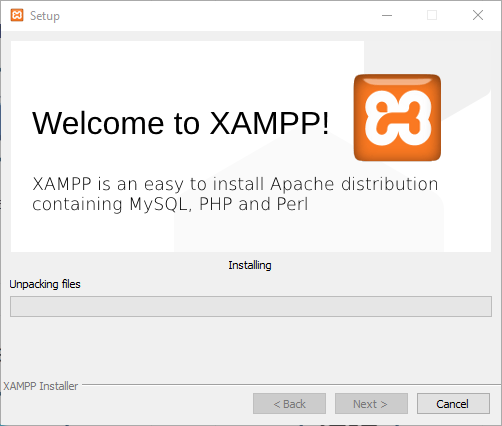 Setup
Welcome to XAMPP!
XAMPP is an easy to install Apache distribution
containing MySQL, PHP and Perl
Installing
Unpacking files
XAMPP Installer
< Back
Next >
Cancel